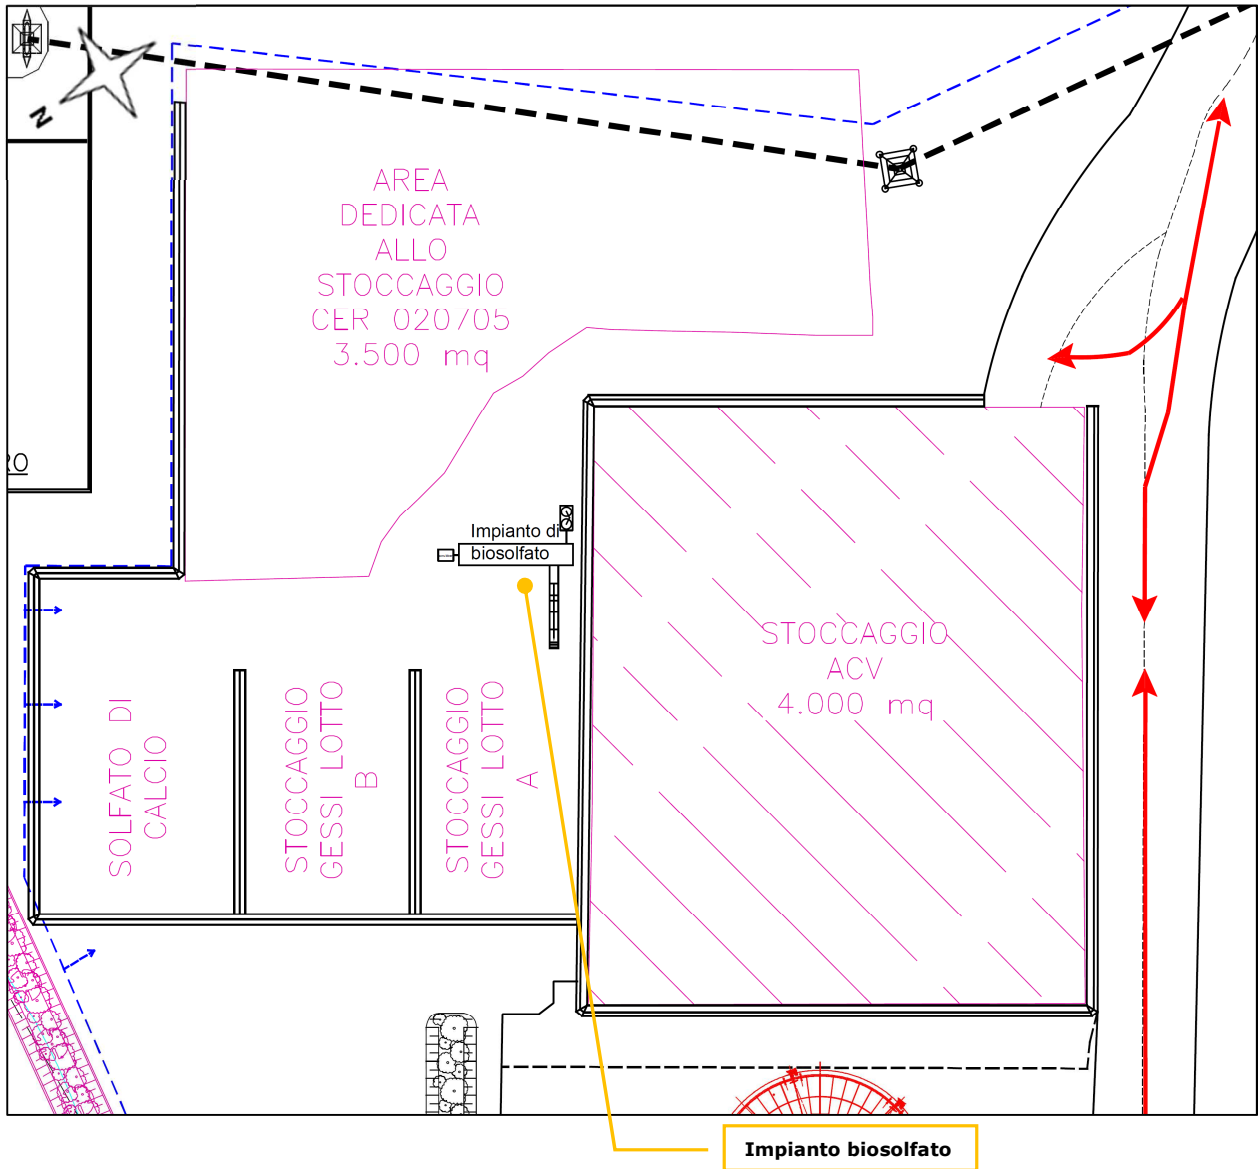 N
AREA
DEDICATA
ALLO
STOCCAGGIO
CER 020705
3.500 mq
RO
Impianto di
biosolfato
STOCCAGGIO
ACV
4.000 mq
SOLFATO DI
CALCIO
STOCCAGGIO
GESSI LOTTO
B
STOCCAGGIO
GESSI LOTTO
A
Impianto biosolfato